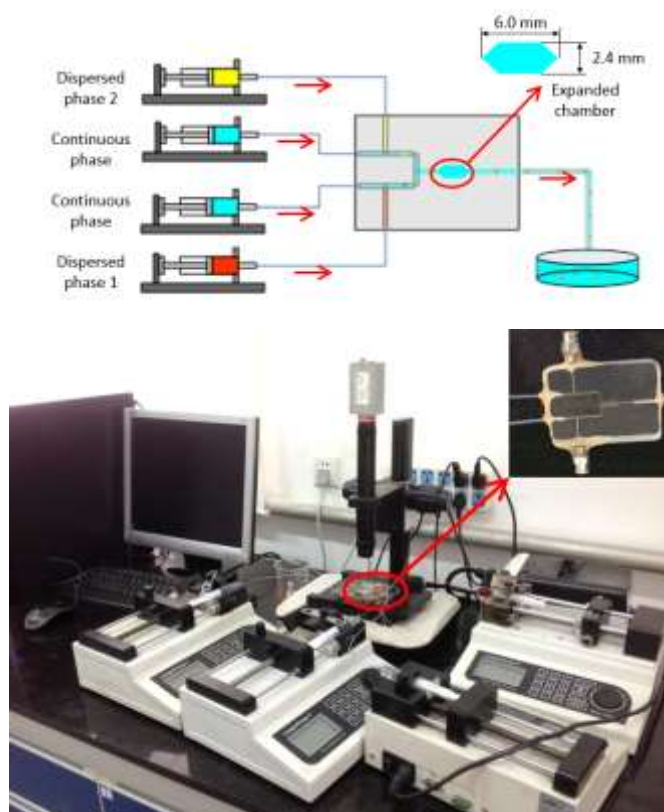 6.0 mm
2.4 mm
Expanded
chamber
Dispersed
phase 2
Continuous
phase
Continuous
phase
Dispersed
phase 1